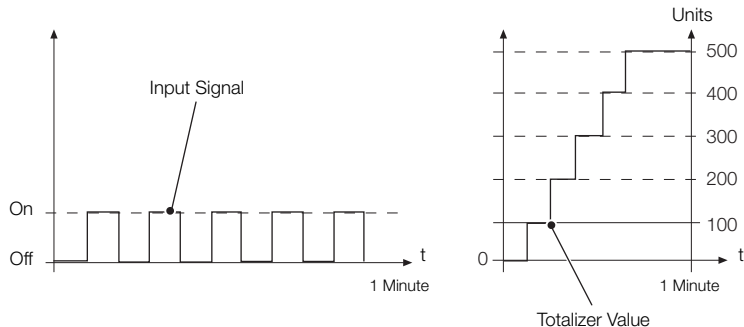 Input Signal
On
Off
t
1 Minute
Units
500
400
300
200
100
0
t
1 Minute
Totalizer Value